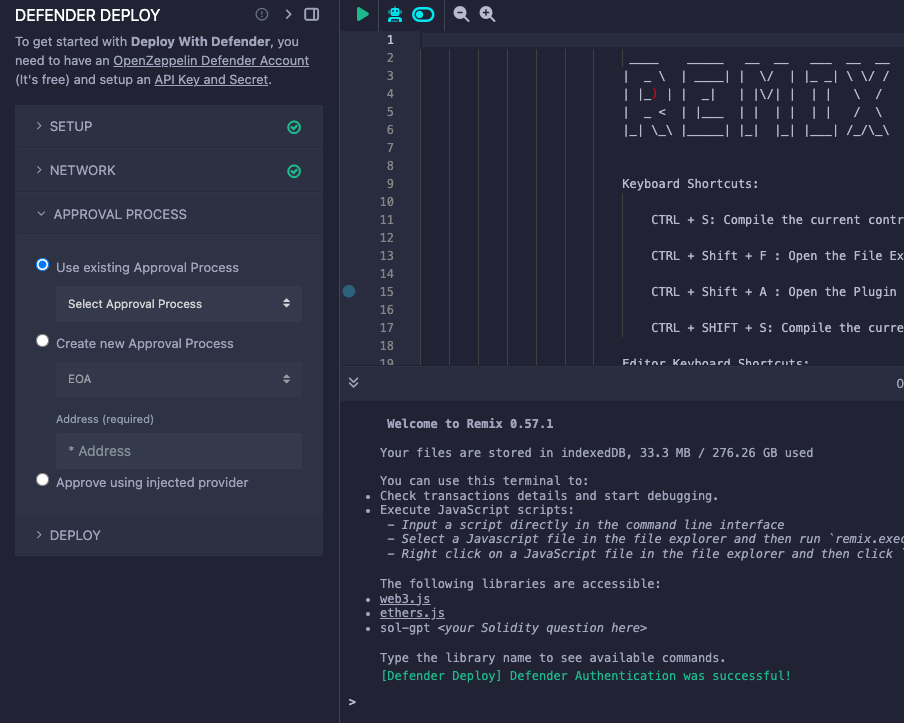 DEFENDER DEPLOY
To get started with Deploy With Defender, you
need to have an OpenZeppelin Defender Account
(It's free) and setup an API Key and Secret.
SETUP
NETWORK
APPROVAL PROCESS
Use existing Approval Process
Select Approval Process
Create new Approval Process
EOA
Address (required)
* Address
Approve using injected provider
DEPLOY
1
2
3
4
5
6
7
8
9
10
11
12
13
14
15
16
17
18
19
REMIX
Keyboard Shortcuts:
CTRL + S: Compile the current contr
CTRL + Shift + F : Open the File Ex
CTRL + Shift + A : Open the Plugin
CTRL + SHIFT + S: Compile the curre
Editor Keyboard Shortcuts:
0
Welcome to Remix 0.57.1
Your files are stored in indexedDB, 33.3 MB / 276.26 GB used
You can use this terminal to:
• Check transactions details and start debugging.
• Execute JavaScript scripts:
- Input a script directly in the command line interface
- Select a Javascript file in the file explorer and then run `remix.exec
- Right click on a JavaScript file in the file explorer and then click `
The following libraries are accessible:
• web3.js
• ethers.js
• sol-gpt <your Solidity question here>
Type the library name to see available commands.
[Defender Deploy] Defender Authentication was successful!
>